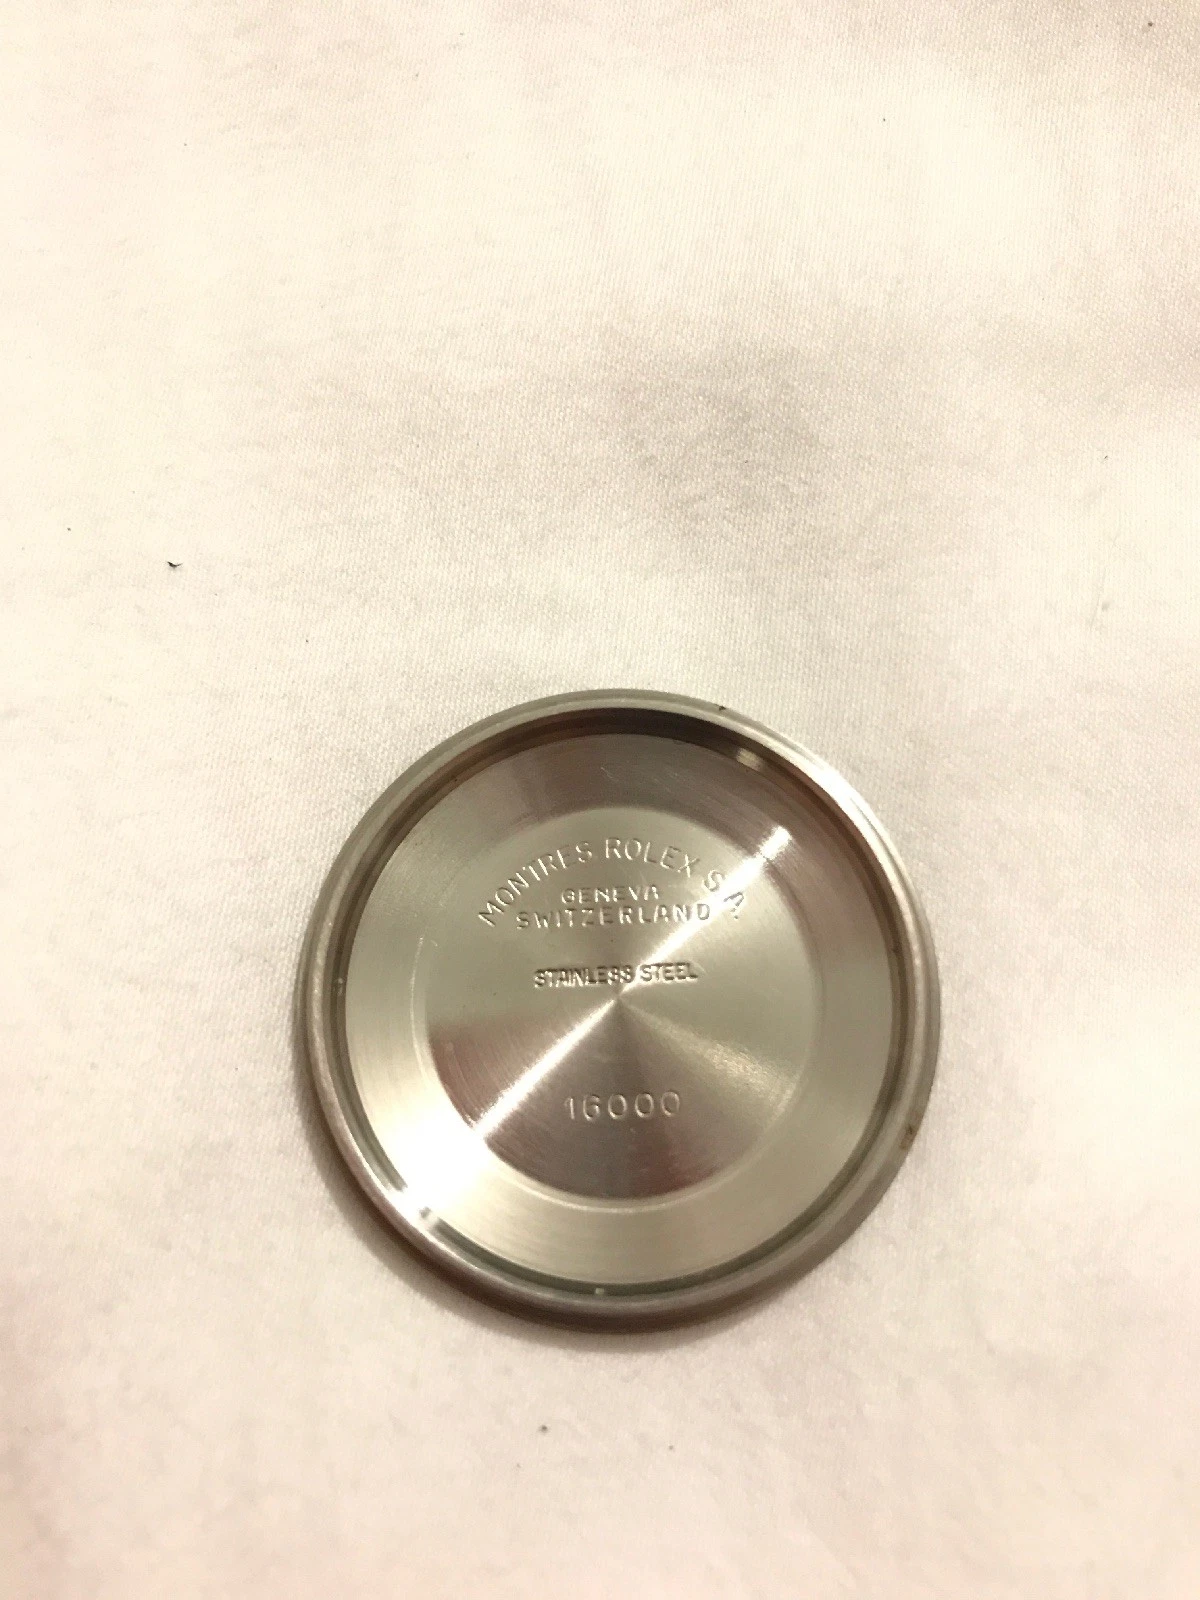 MONTRES ROLEX S.A.
GENEVA
SWITZERLAND
STAINLESS STEEL
16000